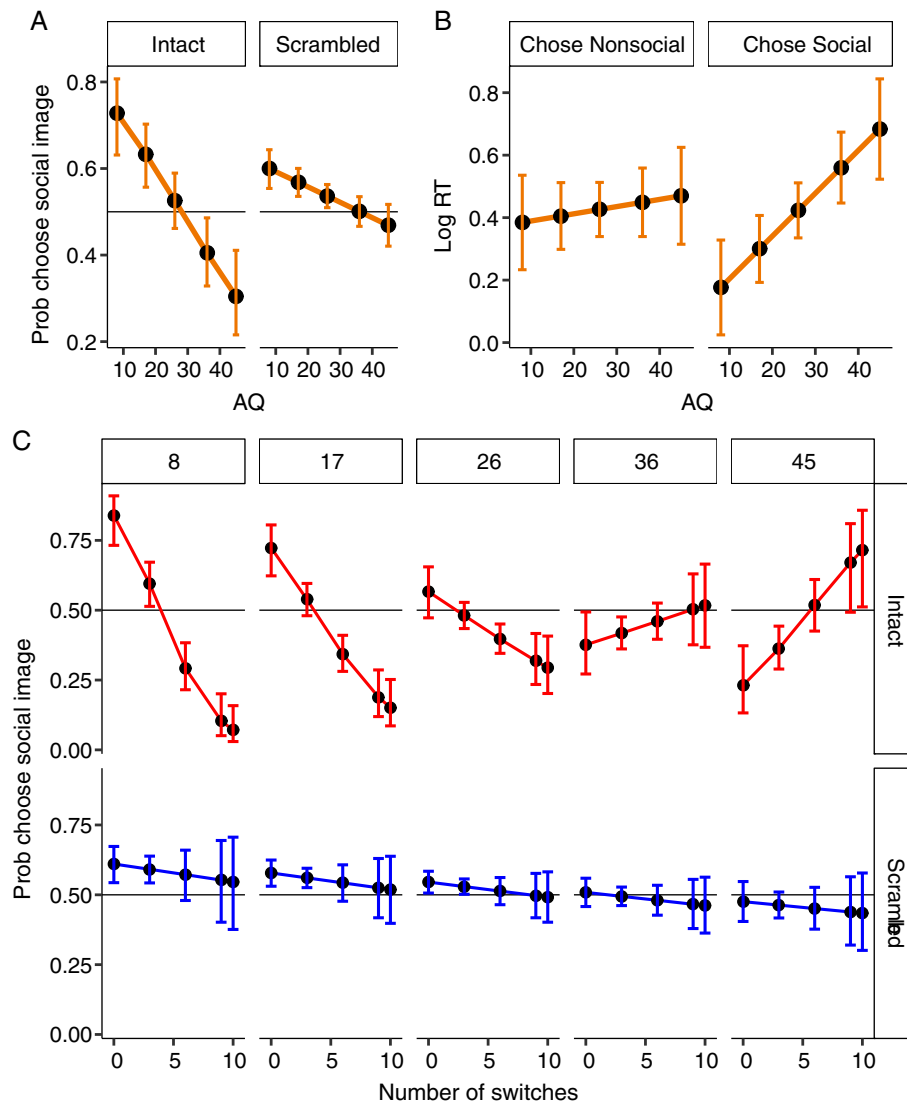 A
B
Intact Scrambled
Chose Nonsocial Chose Social
Prob choose social image
0.8
0.6
0.4
0.2
10 20 30 40 10 20 30 40
AQ
Log RT
0.8
0.6
0.4
0.2
0.0
10 20 30 40 10 20 30 40
AQ
C
8 17 26 36 45
Prob choose social image
0.75
0.50
0.25
0.00
Intact
0.75
0.50
0.25
0.00
Scrambled
0 5 10 0 5 10 0 5 10 0 5 10 0 5 10
Number of switches